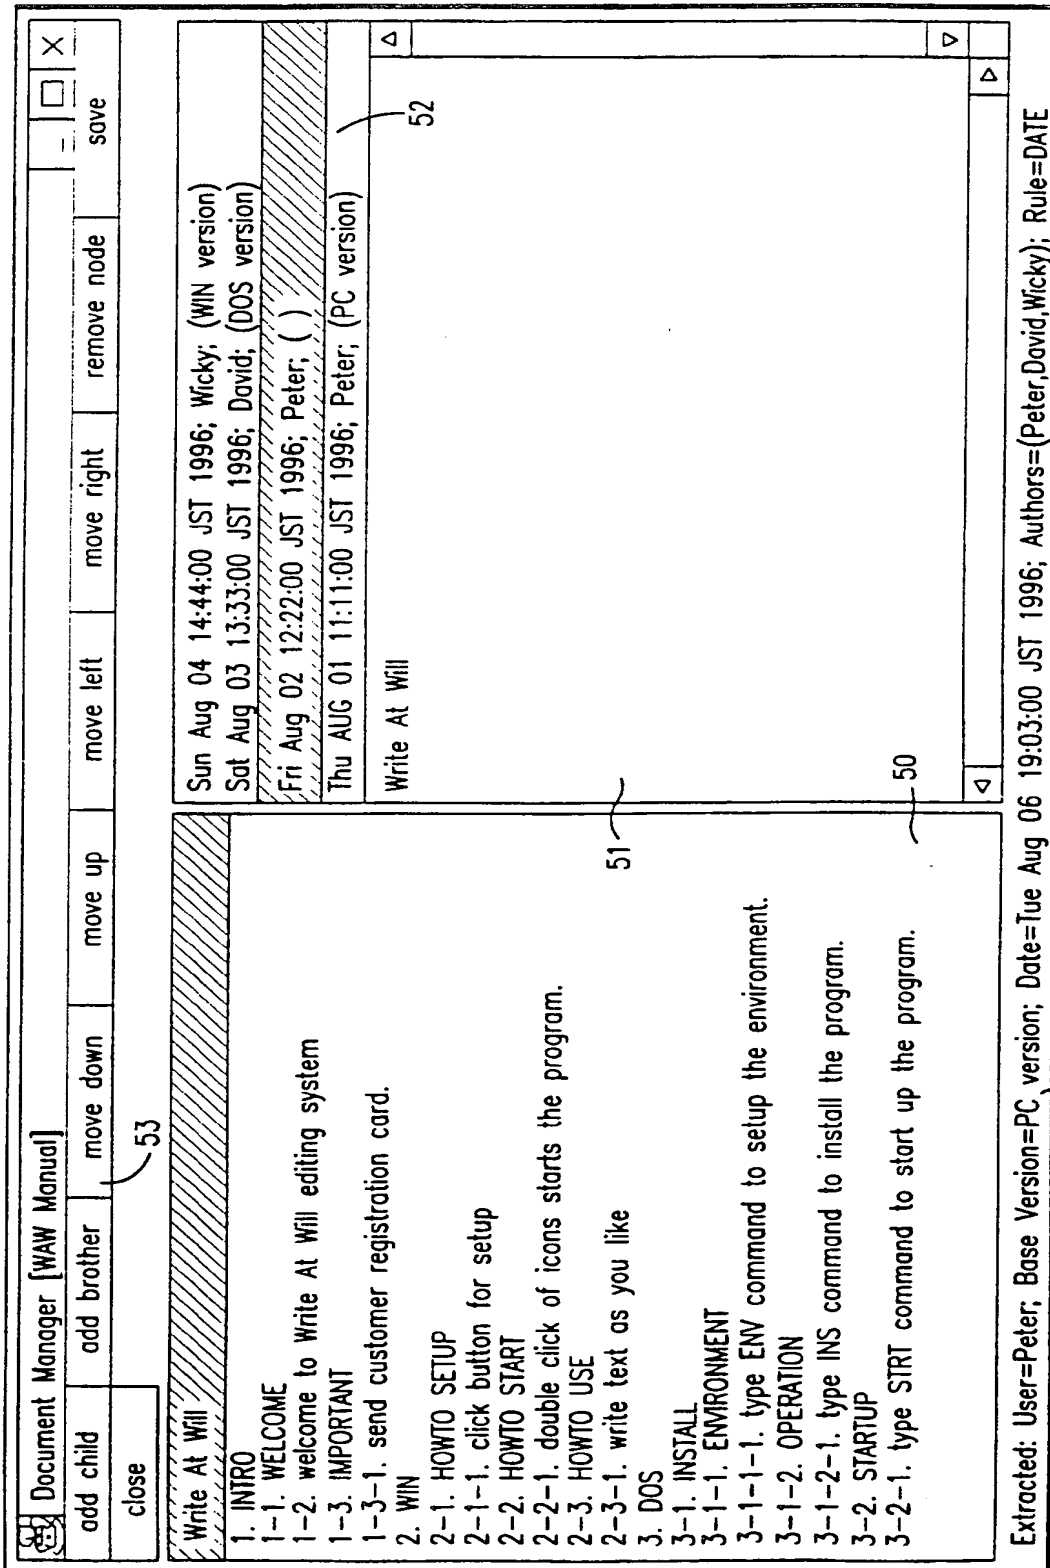 Document Manager [WAW Manual]
add child
add brother
move down
move up
move left
move right
remove node
save
close
53
Write At Will
1. INTRO
1-1. WELCOME
1-2. welcome to Write At Will editing system
1-3. IMPORTANT
1-3-1. send customer registration card.
2. WIN
2-1. HOWTO SETUP
2-1-1. click button for setup
2-2. HOWTO START
2-2-1. double click of icons starts the program.
2-3. HOWTO USE
2-3-1. write text as you like
3. DOS
3-1. INSTALL
3-1-1. ENVIRONMENT
3-1-1-1. type ENV command to setup the environment.
3-1-2. OPERATION
3-1-2-1. type INS command to install the program.
3-2. STARTUP
3-2-1. type STRT command to start up the program.
50
Sun Aug 04 14:44:00 JST 1996; Wicky; (WIN version)
Sat Aug 03 13:33:00 JST 1996; David; (DOS version)
Fri Aug 02 12:22:00 JST 1996; Peter; ( )
Thu AUG 01 11:11:00 JST 1996; Peter; (PC version)
52
Write At Will
51
Extracted: User=Peter; Base Version=PC version; Date=Tue Aug 06 19:03:00 JST 1996; Authors=(Peter,David,Wicky); Rule=DATE